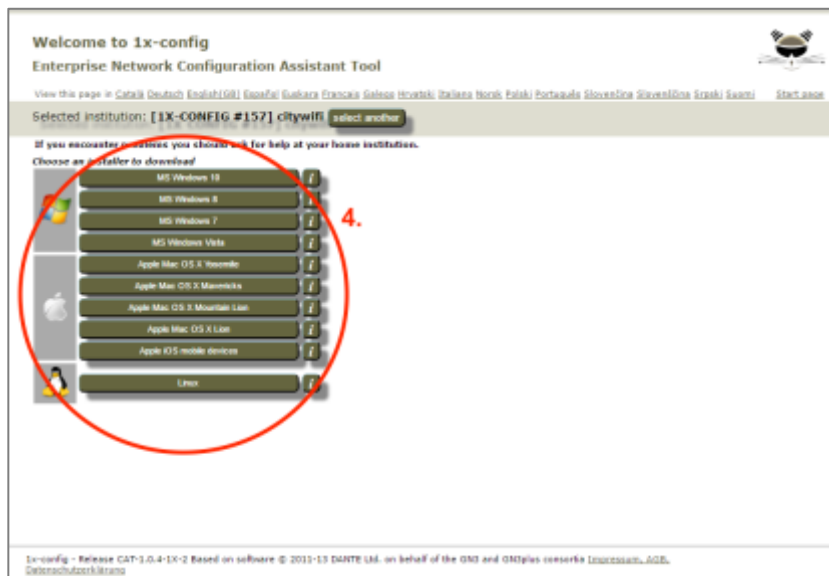 Welcome to 1x-config
Enterprise Network Configuration Assistant Tool
View this page in Català Deutsch English(GB) Español Euskara Français Galego Hrvatski Italiano Norsk Polski Português Slovenčina Slovenščina Srpski Suomi Start page
Selected institution: [1X-CONFIG #157] citywifi select another
If you encounter problems you should ask for help at your home institution.
Choose an installer to download
MS Windows 10 i
MS Windows 8 i
MS Windows 7 i
4.
MS Windows Vista i
Apple Mac OS X Yosemite i
Apple Mac OS X Mavericks i
Apple Mac OS X Mountain Lion i
Apple Mac OS X Lion i
Apple iOS mobile devices i
Linux i
1x-config - Release CAT-1.0.4-1X-2 Based on software © 2011-13 DANTE Ltd. on behalf of the GN3 and GN3plus consortia Impressum, AGB,
Datenschutzerklärung